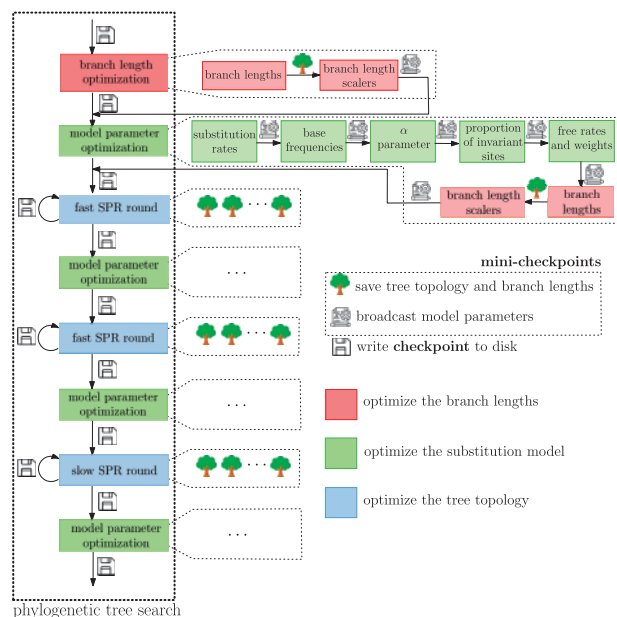 branch length
optimization
branch lengths
branch length
scalers
model parameter
optimization
substitution
rates
base
frequencies
α
parameter
proportion
of invariant
sites
free rates
and weights
branch length
scalers
branch
lengths
fast SPR round
model parameter
optimization
...
mini-checkpoints
save tree topology and branch lengths
broadcast model parameters
write checkpoint to disk
fast SPR round
model parameter
optimization
...
optimize the branch lengths
slow SPR round
optimize the substitution model
optimize the tree topology
model parameter
optimization
...
phylogenetic tree search